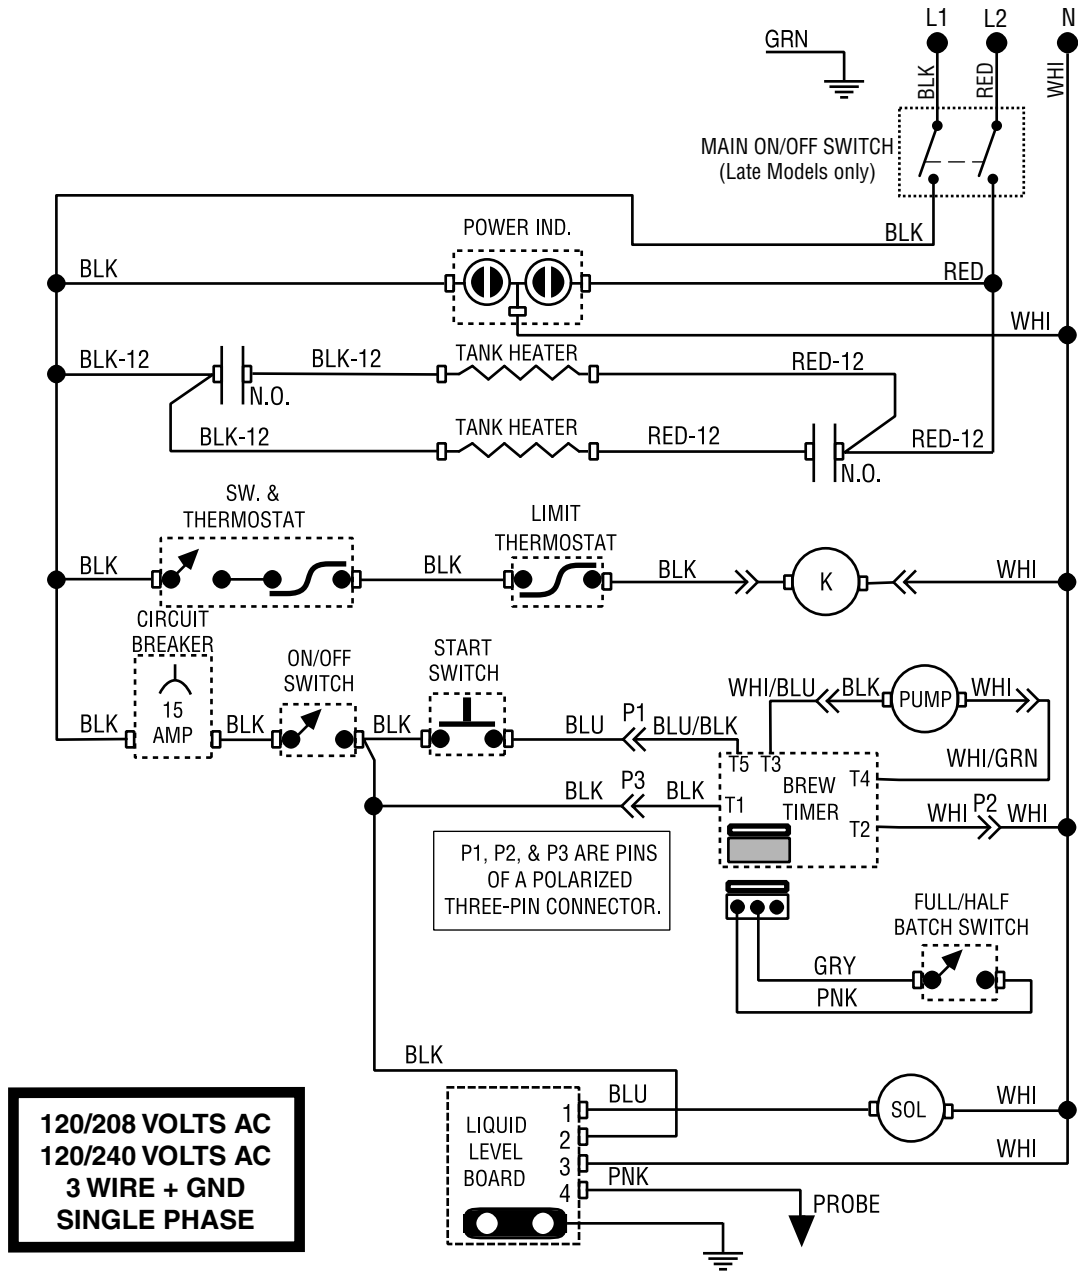 L1 L2 N
GRN
BLK RED WHI
MAIN ON/OFF SWITCH
(Late Models only)
BLK
POWER IND.
BLK RED
WHI
BLK-12 BLK-12 TANK HEATER RED-12
N.O.
BLK-12 TANK HEATER RED-12 RED-12
N.O.
SW. &
THERMOSTAT
LIMIT
THERMOSTAT
BLK BLK BLK K WHI
CIRCUIT
BREAKER
15
AMP
ON/OFF
SWITCH
START
SWITCH
WHI/BLU BLK PUMP WHI
BLK BLK BLK BLU P1 BLU/BLK
WHI/GRN
T5 T3
BREW
TIMER
T4
T1
T2
BLK P3 BLK
WHI P2 WHI
P1, P2, & P3 ARE PINS
OF A POLARIZED
THREE-PIN CONNECTOR.
FULL/HALF
BATCH SWITCH
GRY
PNK
BLK
LIQUID
LEVEL
BOARD
1 BLU SOL WHI
2
3 WHI
4 PNK
PROBE
120/208 VOLTS AC
120/240 VOLTS AC
3 WIRE + GND
SINGLE PHASE